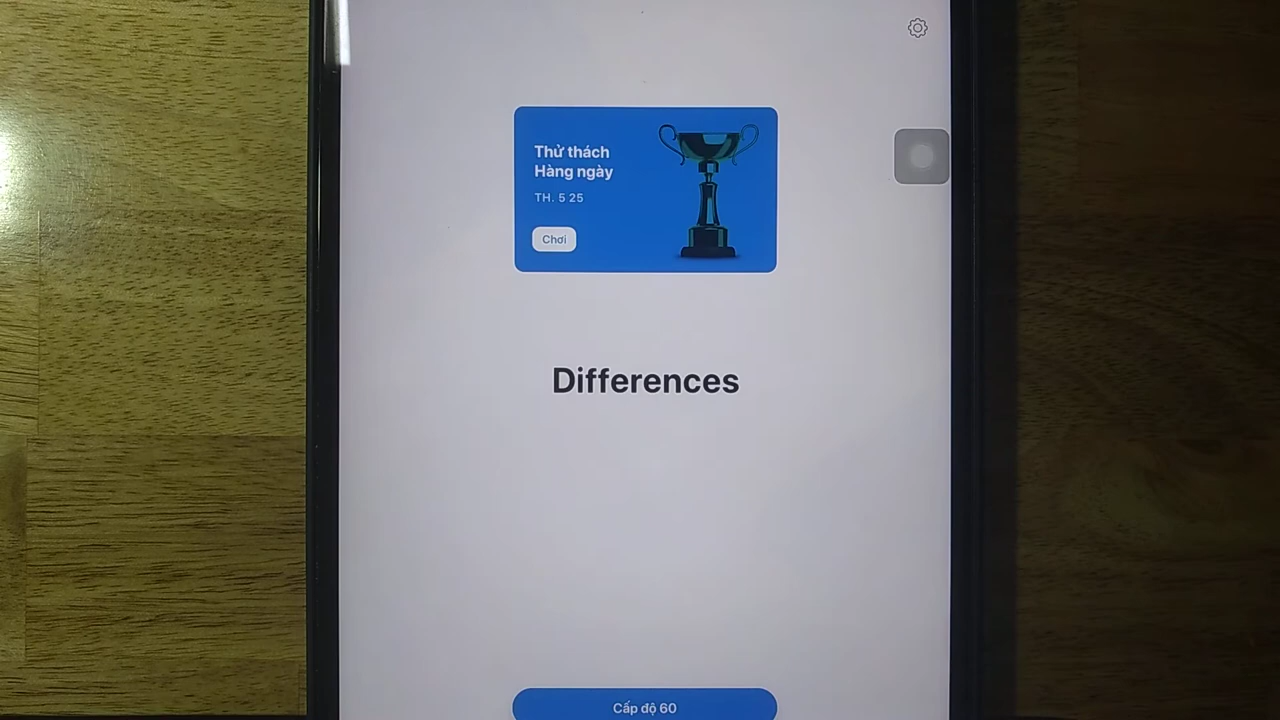 Thử thách
Hàng ngày
TH. 5 25
Chơi
Differences
Cấp độ 60